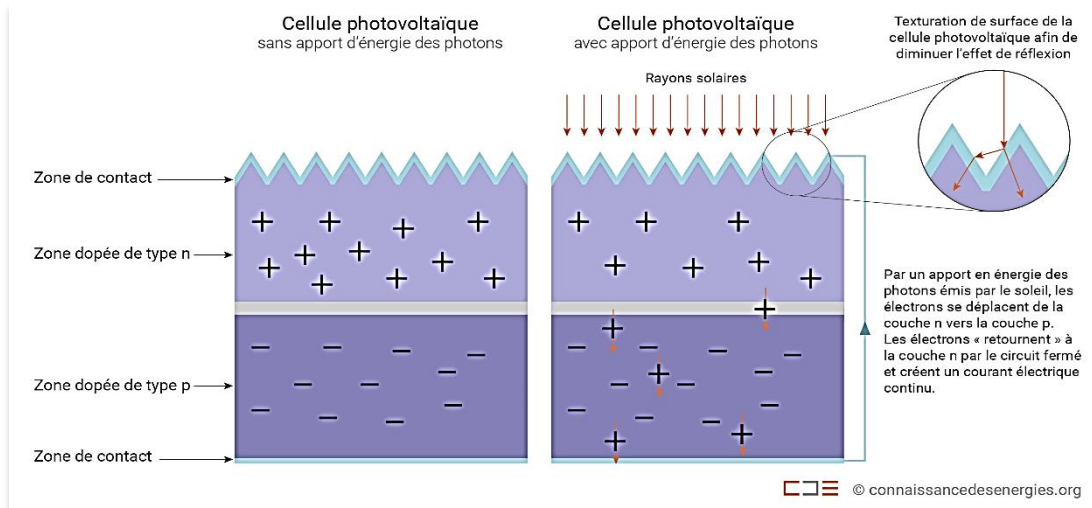 Cellule photovoltaïque
sans apport d'énergie des photons
Cellule photovoltaïque
avec apport d'énergie des photons
Texturation de surface de la
cellule photovoltaïque afin de
diminuer l'effet de réflexion
Rayons solaires
Zone de contact
Zone dopée de type n
Zone dopée de type p
Zone de contact
Par un apport en énergie des
photons émis par le soleil, les
électrons se déplacent de la
couche n vers la couche p.
Les électrons « retournent » à
la couche n par le circuit fermé
et créent un courant électrique
continu.
© connaissancedesenergies.org